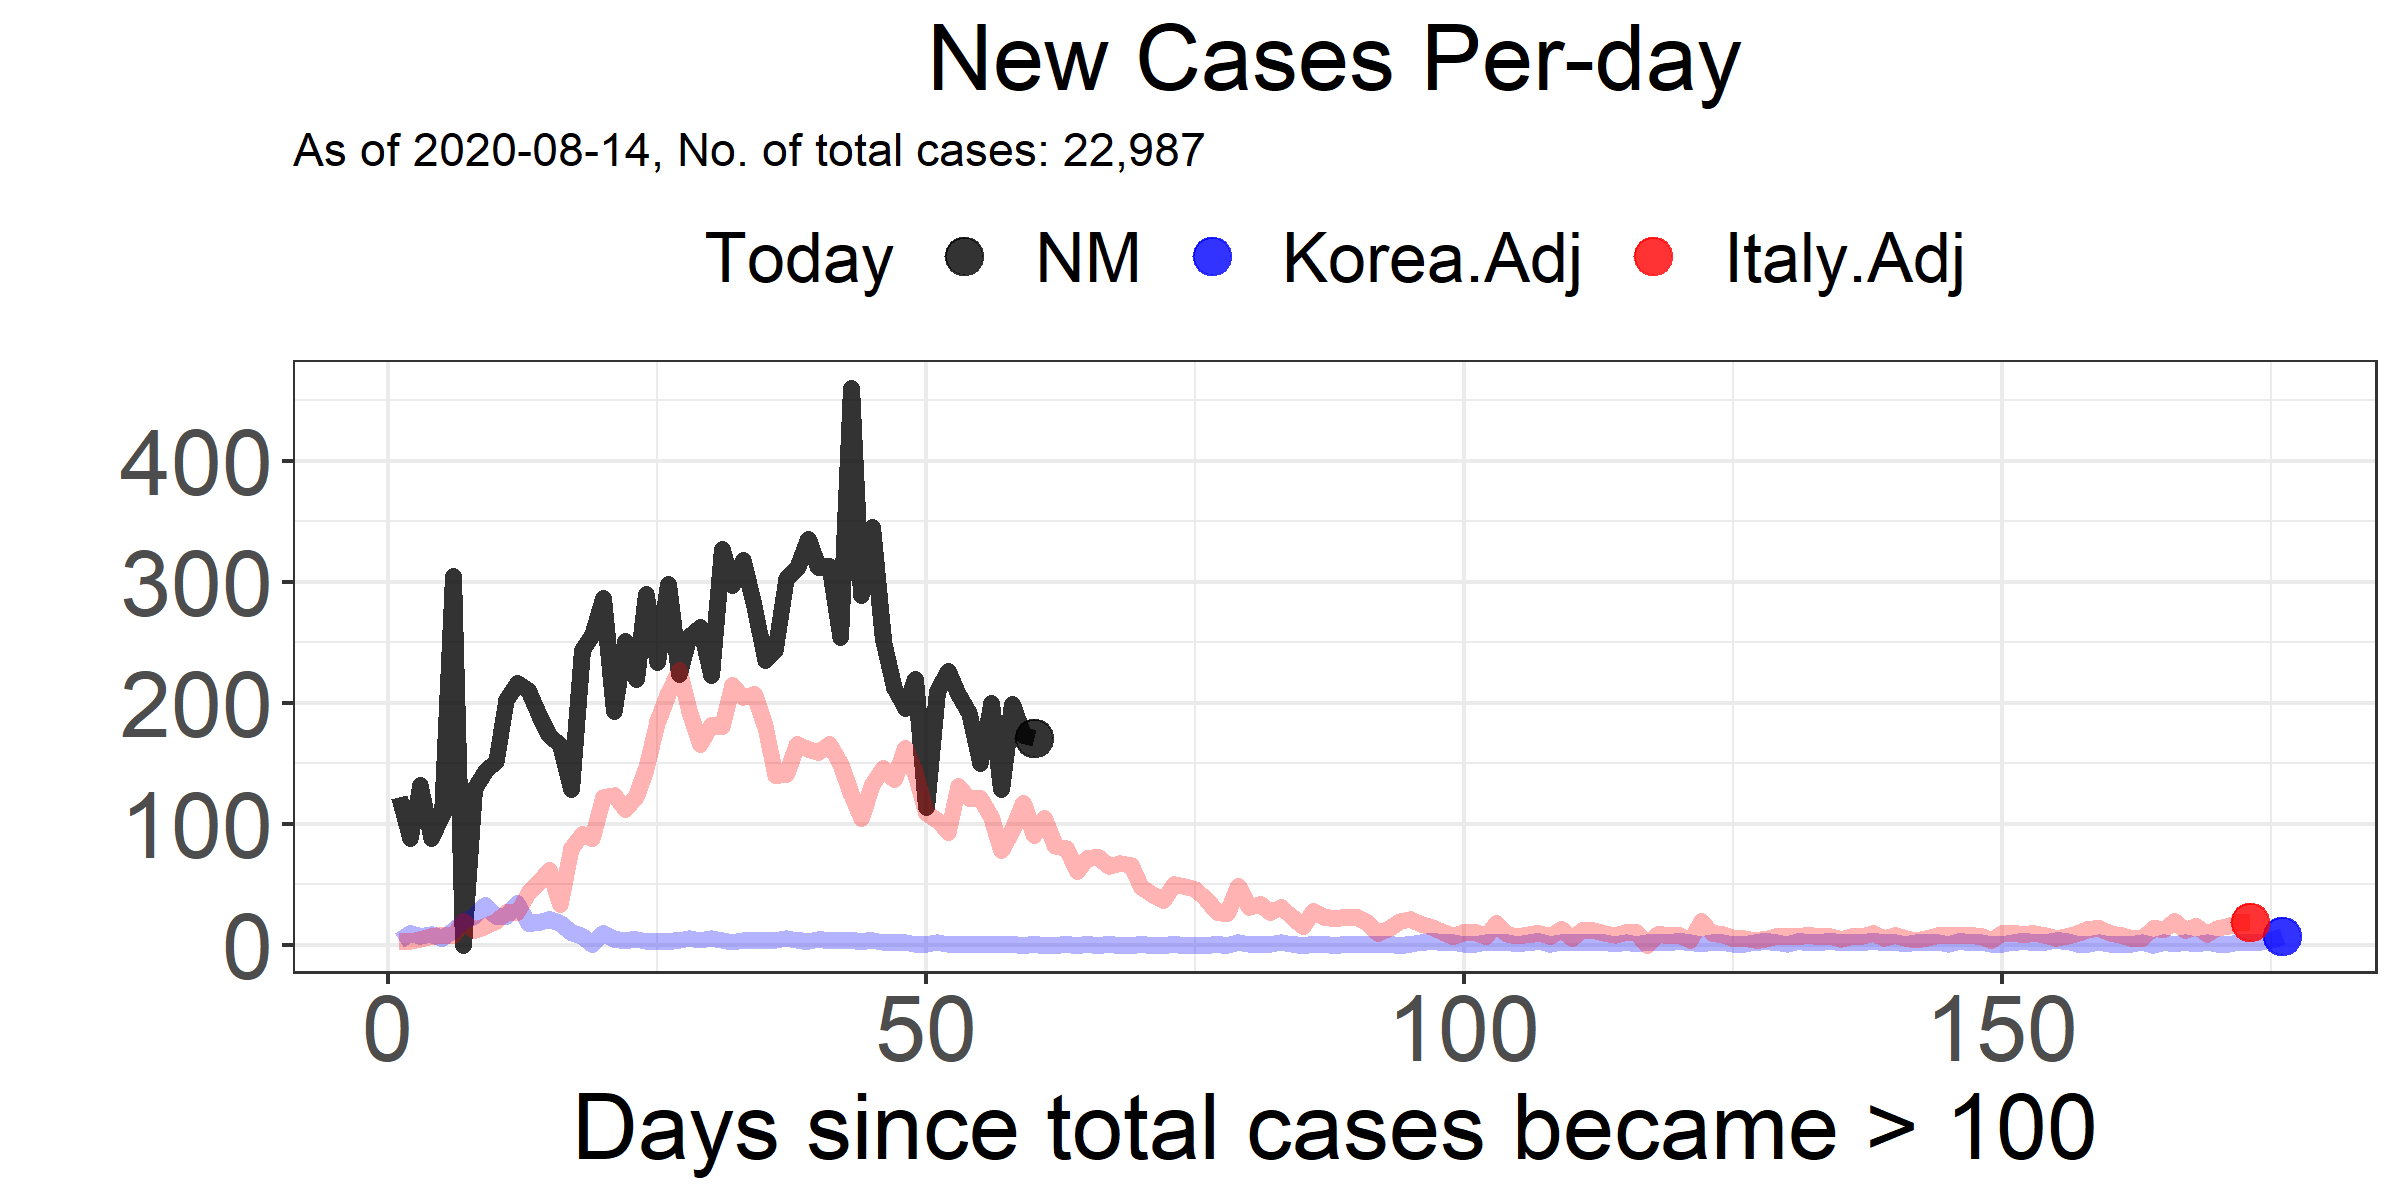 New Cases Per-day
As of 2020-08-14, No. of total cases: 22,987
Today NM Korea.Adj Italy.Adj
400
300
200
100
0
0 50 100 150
Days since total cases became > 100